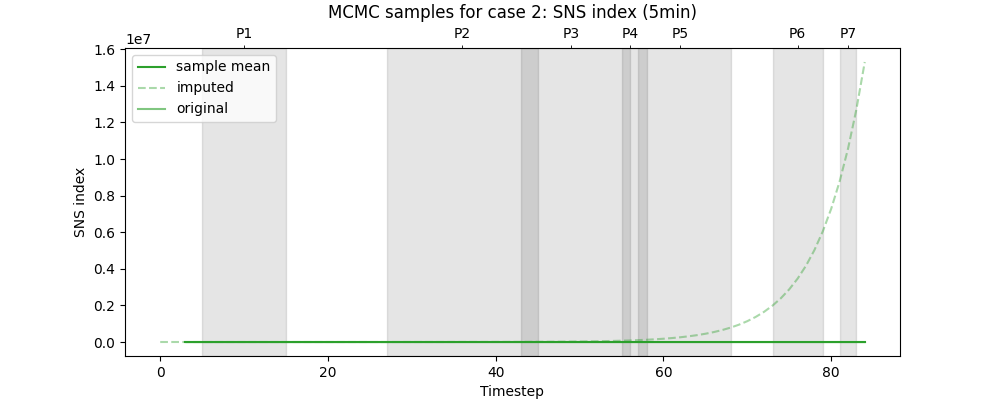 MCMC samples for case 2: SNS index (5min)
P1 P2 P3 P4 P5 P6 P7
1e7
sample mean
imputed
original
1.6
1.4
1.2
1.0
0.8
0.6
0.4
0.2
0.0
SNS index
0 20 40 60 80
Timestep